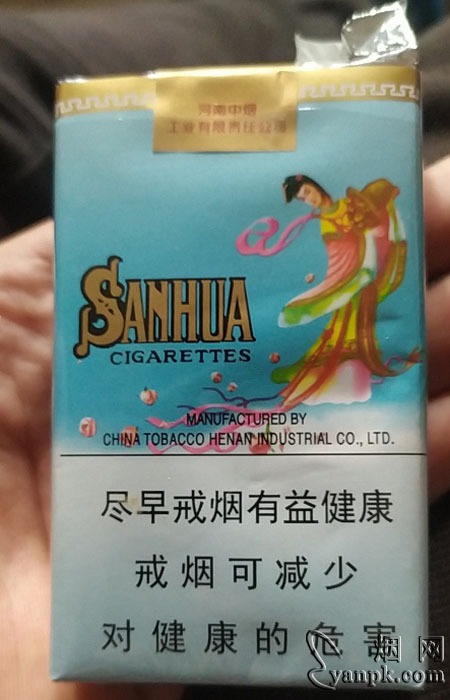 河南中烟
工业有限责任公司
SANHUA
CIGARETTES
MANUFACTURED BY
CHINA TOBACCO HENAN INDUSTRIAL CO., LTD.
尽早戒烟有益健康
戒烟可减少
对健康的危害
烟网
yanpk.com